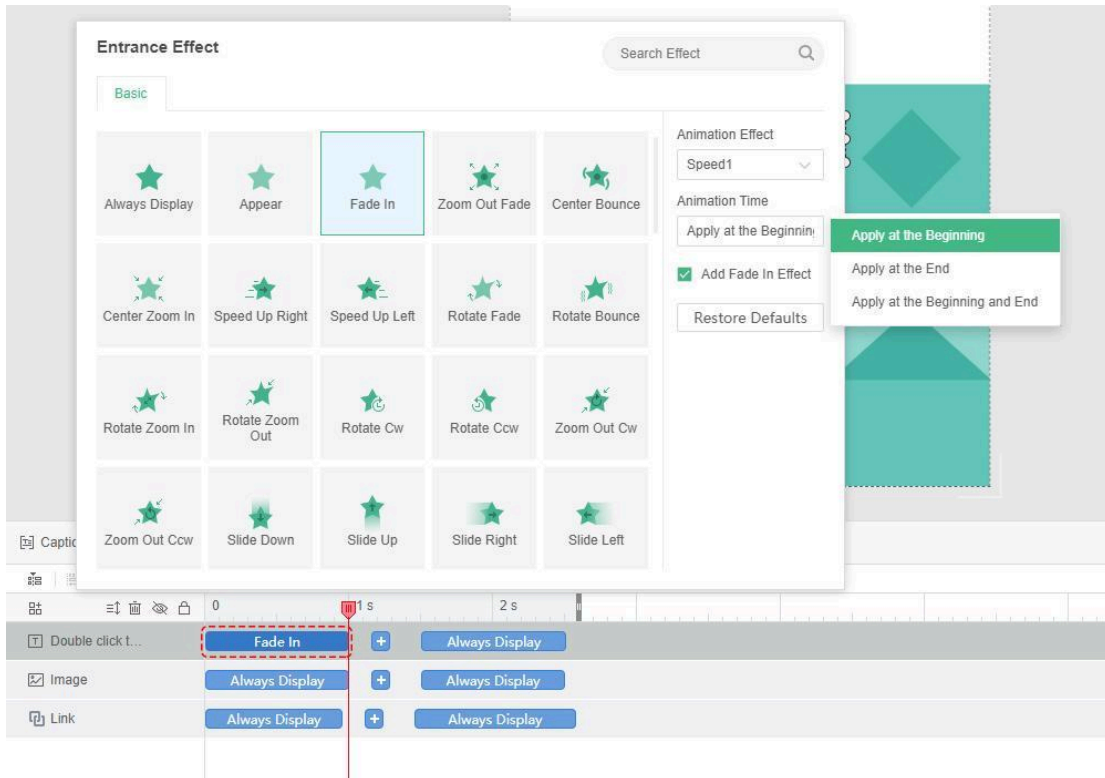 Entrance Effect
Search Effect
Basic
Always Display
Appear
Fade In
Zoom Out Fade
Center Bounce
Center Zoom In
Speed Up Right
Speed Up Left
Rotate Fade
Rotate Bounce
Rotate Zoom In
Rotate Zoom
Out
Rotate Cw
Rotate Ccw
Zoom Out Cw
Zoom Out Ccw
Slide Down
Slide Up
Slide Right
Slide Left
Animation Effect
Speed1
Animation Time
Apply at the Beginning
Add Fade In Effect
Restore Defaults
Apply at the Beginning
Apply at the End
Apply at the Beginning and End
Captic
0 1 s 2 s
Double click t... Fade In + Always Display
Image Always Display + Always Display
Link Always Display + Always Display